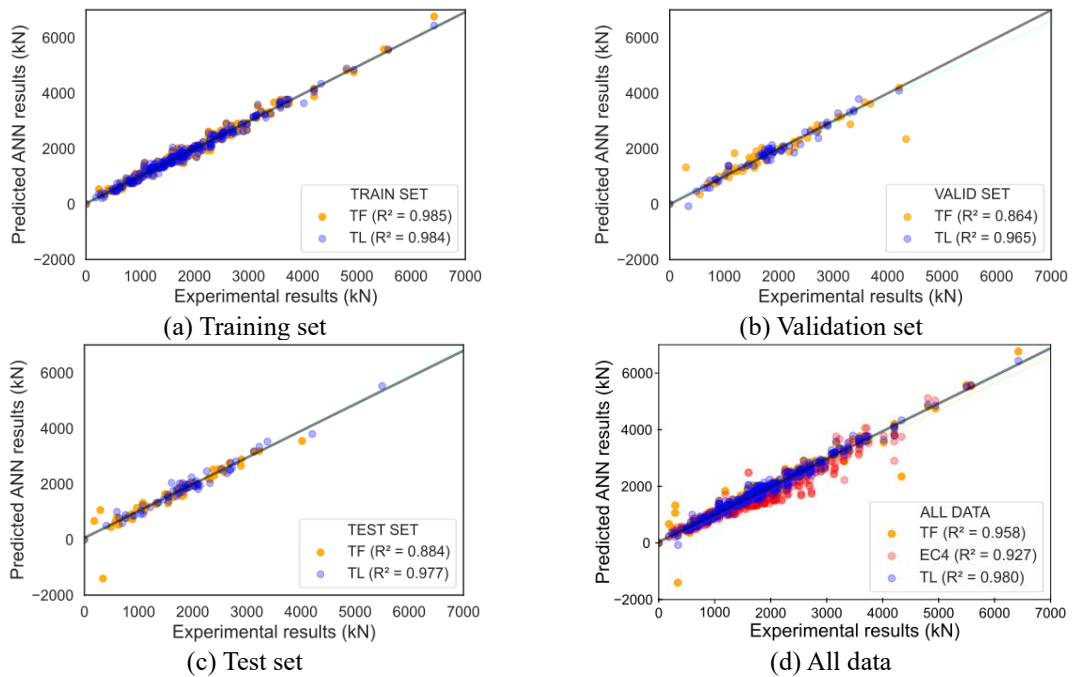 Predicted ANN results (kN)
6000
4000
2000
0
−2000
TRAIN SET
TF (R² = 0.985)
TL (R² = 0.984)
0 1000 2000 3000 4000 5000 6000 7000
Experimental results (kN)
(a) Training set
Predicted ANN results (kN)
6000
4000
2000
0
−2000
VALID SET
TF (R² = 0.864)
TL (R² = 0.965)
0 1000 2000 3000 4000 5000 6000 7000
Experimental results (kN)
(b) Validation set
Predicted ANN results (kN)
6000
4000
2000
0
−2000
TEST SET
TF (R² = 0.884)
TL (R² = 0.977)
0 1000 2000 3000 4000 5000 6000 7000
Experimental results (kN)
(c) Test set
Predicted ANN results (kN)
6000
4000
2000
0
−2000
ALL DATA
TF (R² = 0.958)
EC4 (R² = 0.927)
TL (R² = 0.980)
0 1000 2000 3000 4000 5000 6000 7000
Experimental results (kN)
(d) All data